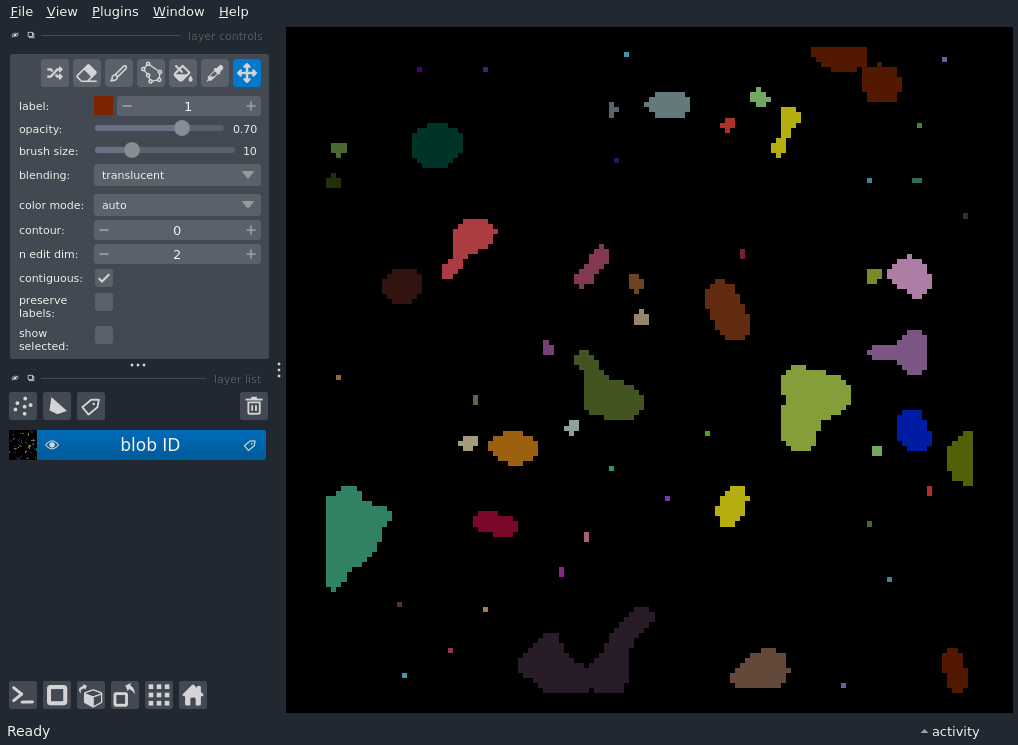 File View Plugins Window Help
layer controls
label: 1
opacity: 0.70
brush size: 10
blending: translucent
color mode: auto
contour: 0
n edit dim: 2
contiguous:
preserve
labels:
show
selected:
layer list
blob ID
Ready
activity